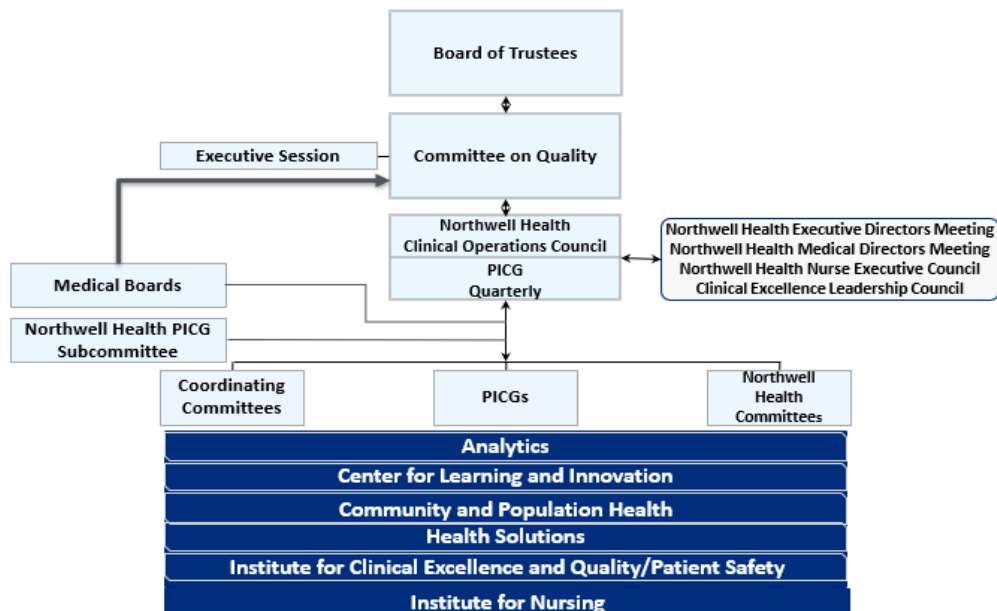 Board of Trustees
Executive Session
Committee on Quality
Northwell Health
Clinical Operations Council
PICG
Quarterly
Northwell Health Executive Directors Meeting
Northwell Health Medical Directors Meeting
Northwell Health Nurse Executive Council
Clinical Excellence Leadership Council
Medical Boards
Northwell Health PICG
Subcommittee
Coordinating
Committees
PICGs
Northwell
Health
Committees
Analytics
Center for Learning and Innovation
Community and Population Health
Health Solutions
Institute for Clinical Excellence and Quality/Patient Safety
Institute for Nursing